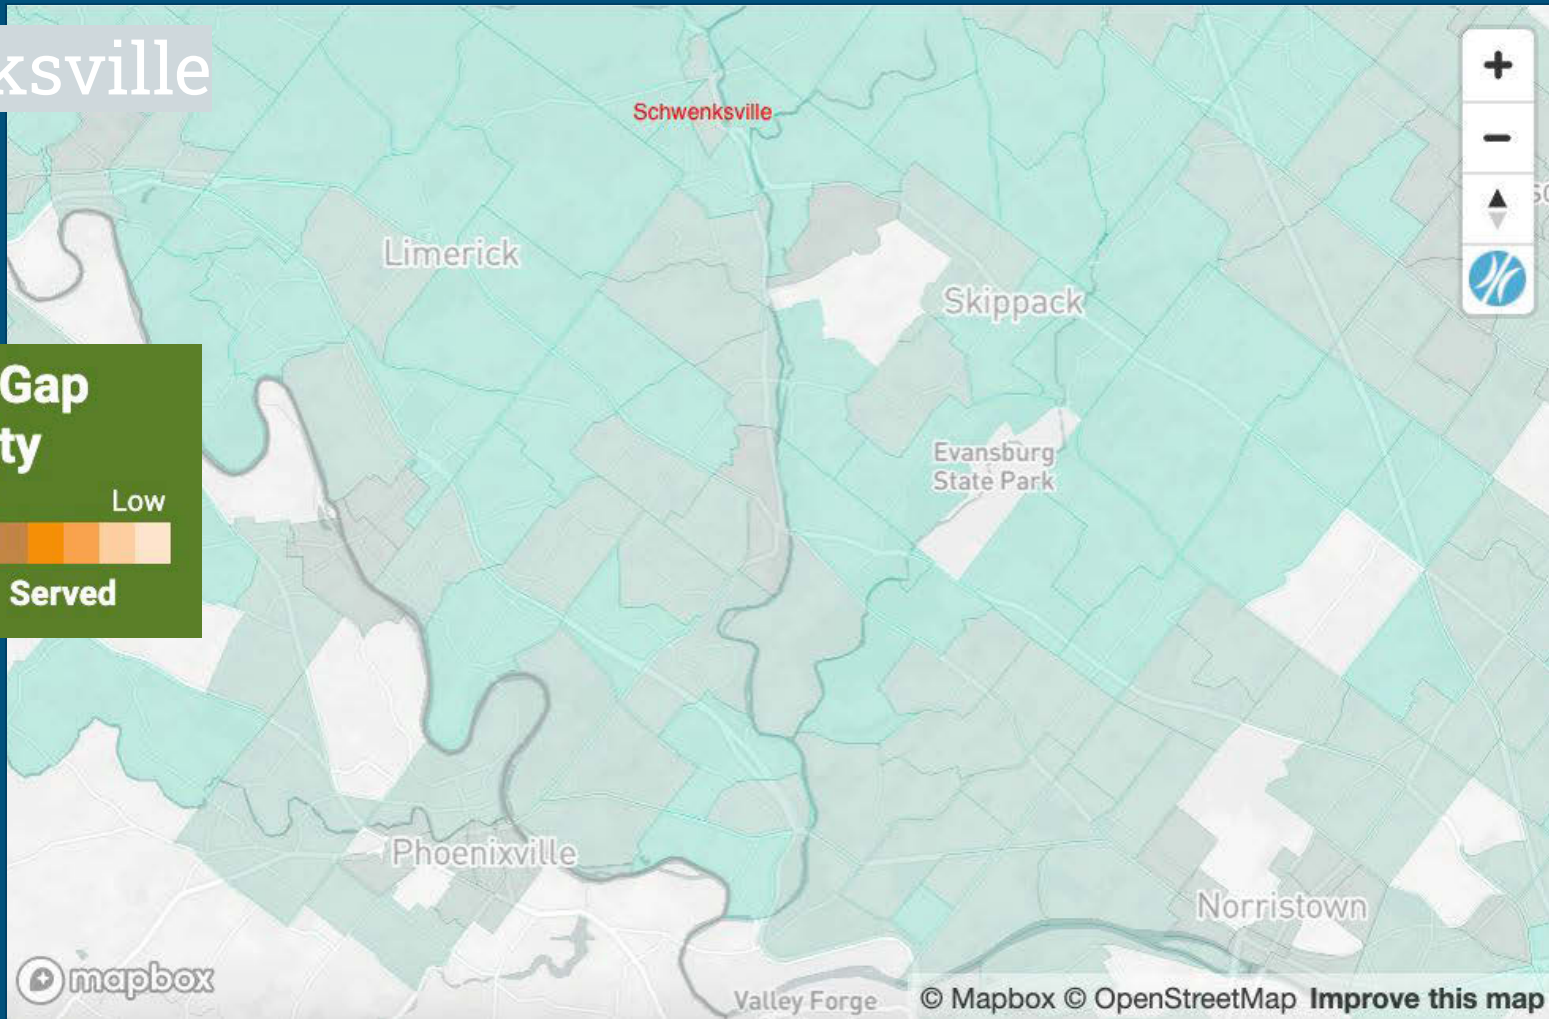 ksville
Schwenksville
Limerick
Skippack
Gap
ty
Low
Served
Evansburg
State Park
Phoenixville
Norristown
Valley Forge
mapbox
© Mapbox © OpenStreetMap Improve this map